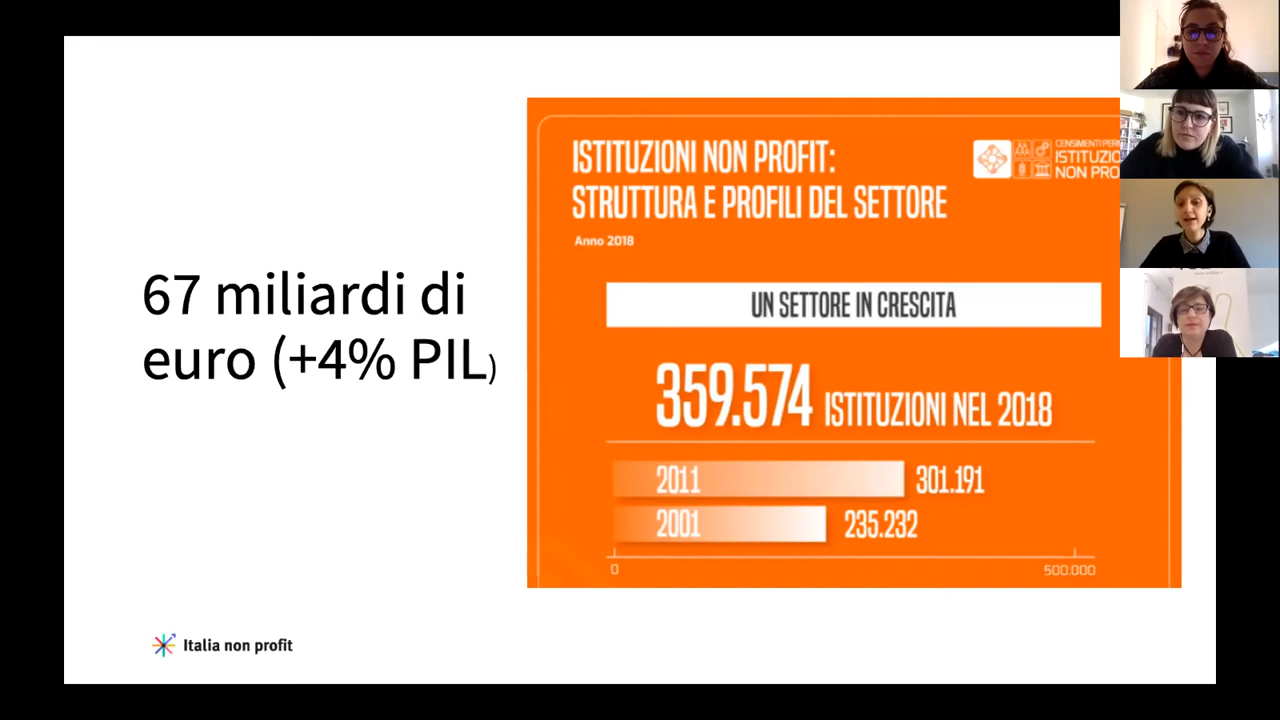 67 miliardi di
euro (+4% PIL)
ISTITUZIONI NON PROFIT:
STRUTTURA E PROFILI DEL SETTORE
Anno 2018
CENSIMENTI
ISTITUZIO
NON PRO
UN SETTORE IN CRESCITA
359.574 ISTITUZIONI NEL 2018
2011 301.191
2001 235.232
0 500.000
Italia non profit